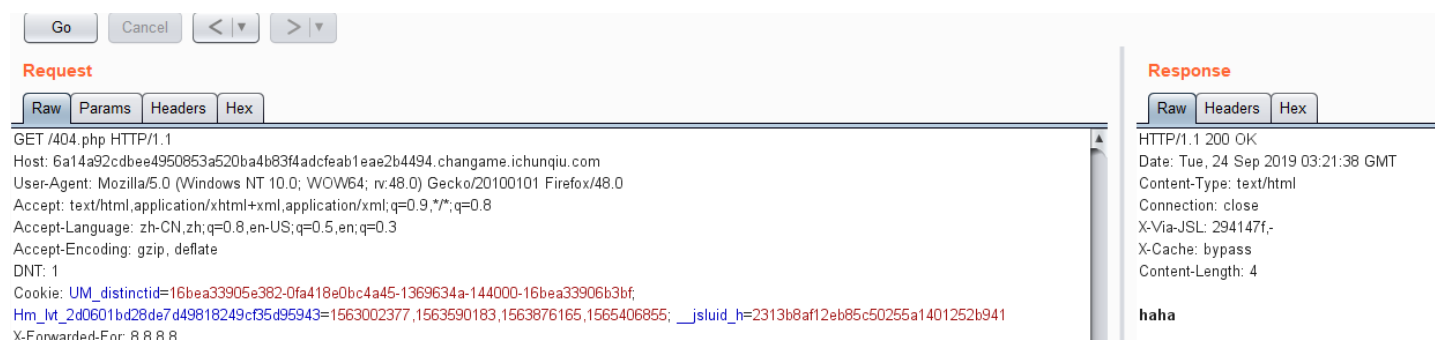 Go Cancel < >
Request
Raw Params Headers Hex
GET /404.php HTTP/1.1
Host: 6a14a92cdbee4950853a520ba4b83f4adcfeab1eae2b4494.changame.ichunqiu.com
User-Agent: Mozilla/5.0 (Windows NT 10.0; WOW64; rv:48.0) Gecko/20100101 Firefox/48.0
Accept: text/html,application/xhtml+xml,application/xml;q=0.9,*/*;q=0.8
Accept-Language: zh-CN,zh;q=0.8,en-US;q=0.5,en;q=0.3
Accept-Encoding: gzip, deflate
DNT: 1
Cookie: UM_distinctid=16bea33905e382-0fa418e0bc4a45-1369634a-144000-16bea33906b3bf;
Hm_lvt_2d0601bd28de7d49818249cf35d95943=1563002377,1563590183,1563876165,1565406855; __jsluid_h=2313b8af12eb85c50255a1401252b941
X-Forwarded-For: 8.8.8.8
Response
Raw Headers Hex
HTTP/1.1 200 OK
Date: Tue, 24 Sep 2019 03:21:38 GMT
Content-Type: text/html
Connection: close
X-Via-JSL: 294147f,-
X-Cache: bypass
Content-Length: 4
haha